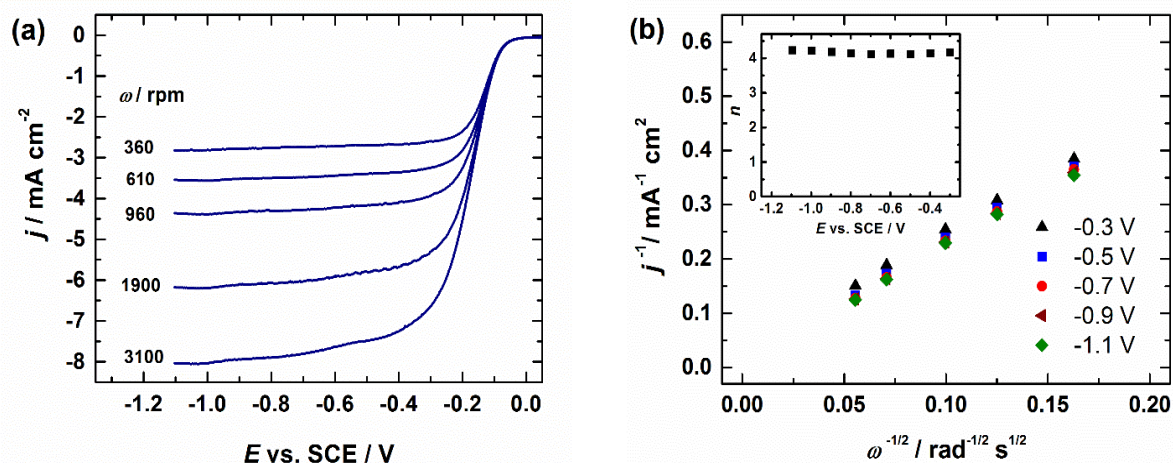 (a)
0
-1
-2
-3
-4
-5
-6
-7
-8
j / mA cm-2
ω / rpm
360
610
960
1900
3100
-1.2 -1.0 -0.8 -0.6 -0.4 -0.2 0.0
E vs. SCE / V
(b)
0.6
0.5
0.4
0.3
0.2
0.1
0.0
j -1 / mA-1 cm2
5
4
3
2
1
0
n
-1.2 -1.0 -0.8 -0.6 -0.4
E vs. SCE / V
-0.3 V
-0.5 V
-0.7 V
-0.9 V
-1.1 V
0.00 0.05 0.10 0.15 0.20
ω -1/2 / rad-1/2 s1/2